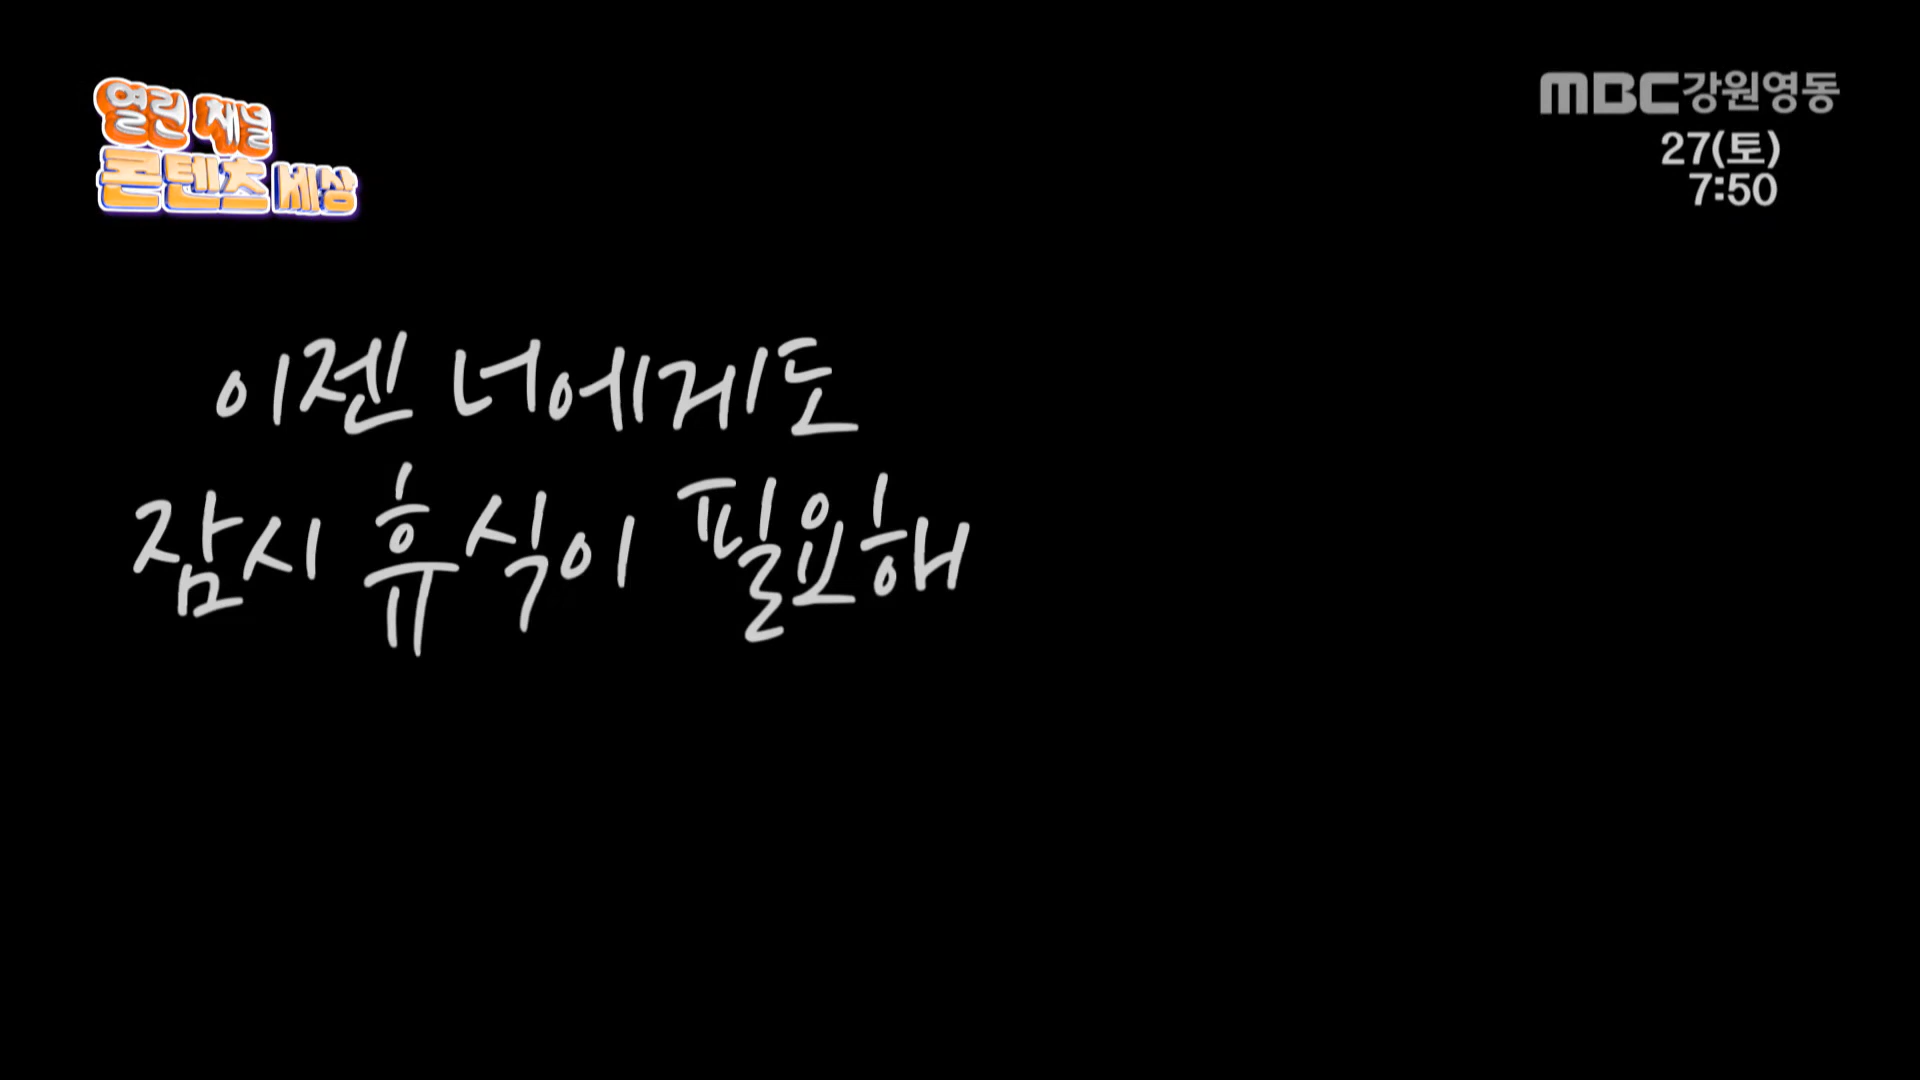 열린 채널
콘텐츠 세상
MBC강원영동
27(토)
7:50
이젠 너에게도
잠시 휴식이 필요해